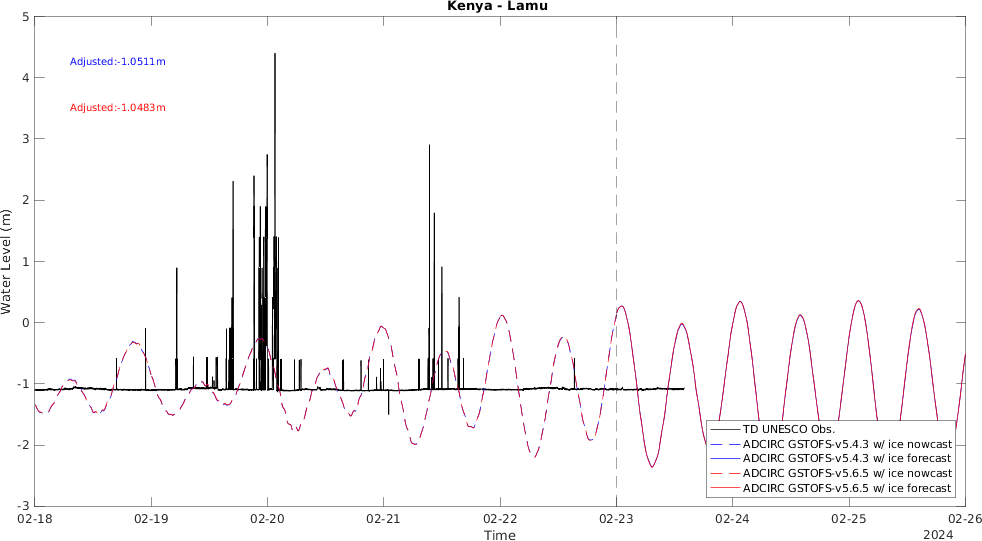 Kenya - Lamu
5
4
3
2
1
0
-1
-2
-3
Water Level (m)
Adjusted:-1.0511m
Adjusted:-1.0483m
TD UNESCO Obs.
ADCIRC GSTOFS-v5.4.3 w/ ice nowcast
ADCIRC GSTOFS-v5.4.3 w/ ice forecast
ADCIRC GSTOFS-v5.6.5 w/ ice nowcast
ADCIRC GSTOFS-v5.6.5 w/ ice forecast
02-18 02-19 02-20 02-21 02-22 02-23 02-24 02-25 02-26
Time
2024